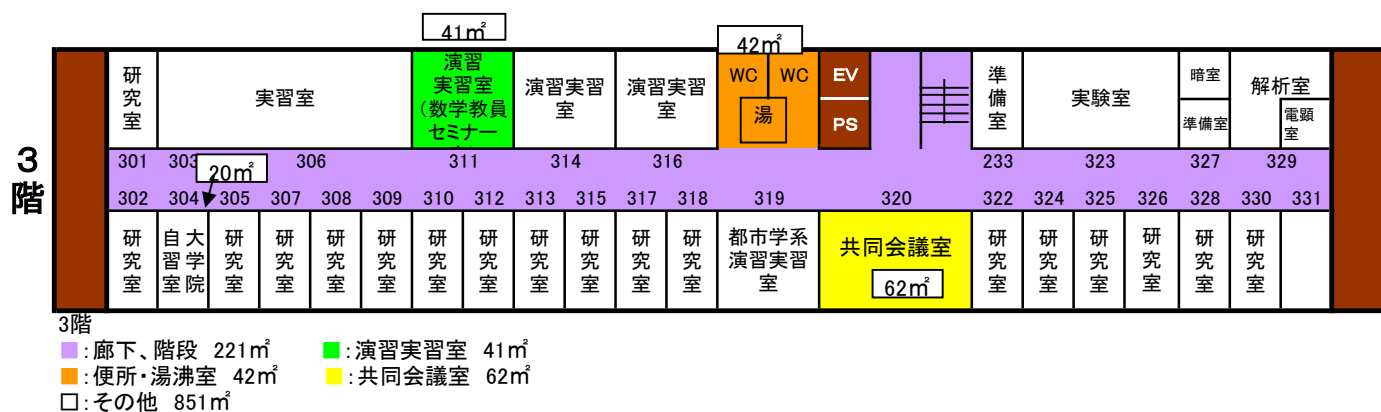 41㎡
42㎡
研究室
実習室
演習
実習室
(数学教員
セミナー
演習実習
室
演習実習
室
WC
WC
湯
EV
PS
準備室
実験室
暗室
準備室
解析室
電顕
室
3
階
301
303
306
311
314
316
233
323
327
329
20㎡
302
304
305
307
308
309
310
312
313
315
317
318
319
320
322
324
325
326
328
330
331
研究室
大学院
自習室
研究室
研究室
研究室
研究室
研究室
研究室
研究室
研究室
研究室
研究室
都市学系
演習実習
室
共同会議室
62㎡
研究室
研究室
研究室
研究室
研究室
研究室
3階
:廊下、階段 221㎡
:演習実習室 41㎡
:便所・湯沸室 42㎡
:共同会議室 62㎡
:その他 851㎡